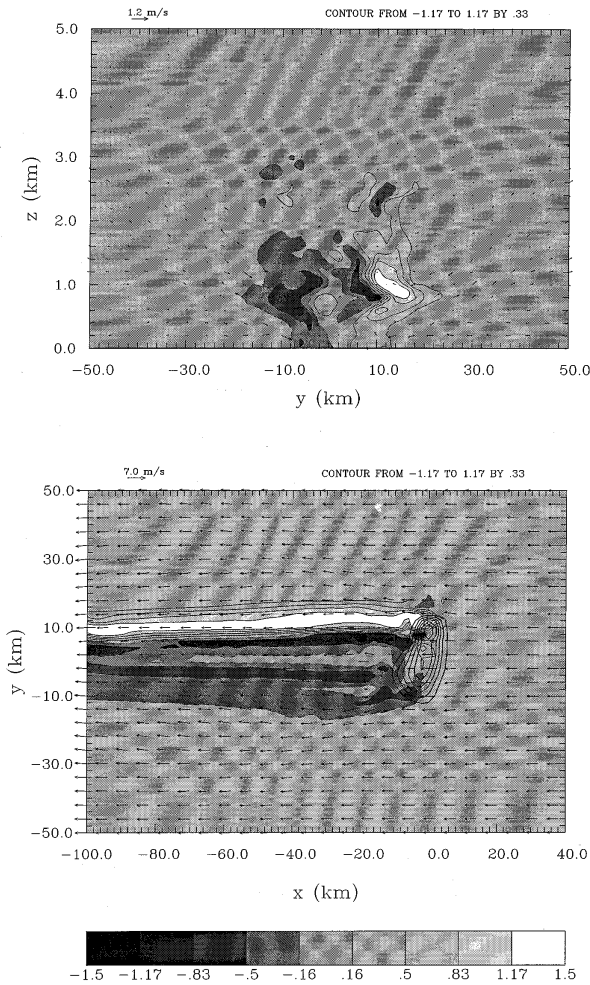 1.2 m/s CONTOUR FROM −1.17 TO 1.17 BY .33
5.0
4.0
3.0
2.0
1.0
0.0
z (km)
−50.0 −30.0 −10.0 10.0 30.0 50.0
y (km)
7.0 m/s CONTOUR FROM −1.17 TO 1.17 BY .33
50.0
30.0
10.0
−10.0
−30.0
−50.0
y (km)
−100.0 −80.0 −60.0 −40.0 −20.0 0.0 20.0 40.0
x (km)
−1.5 −1.17 −.83 −.5 −.16 .16 .5 .83 1.17 1.5